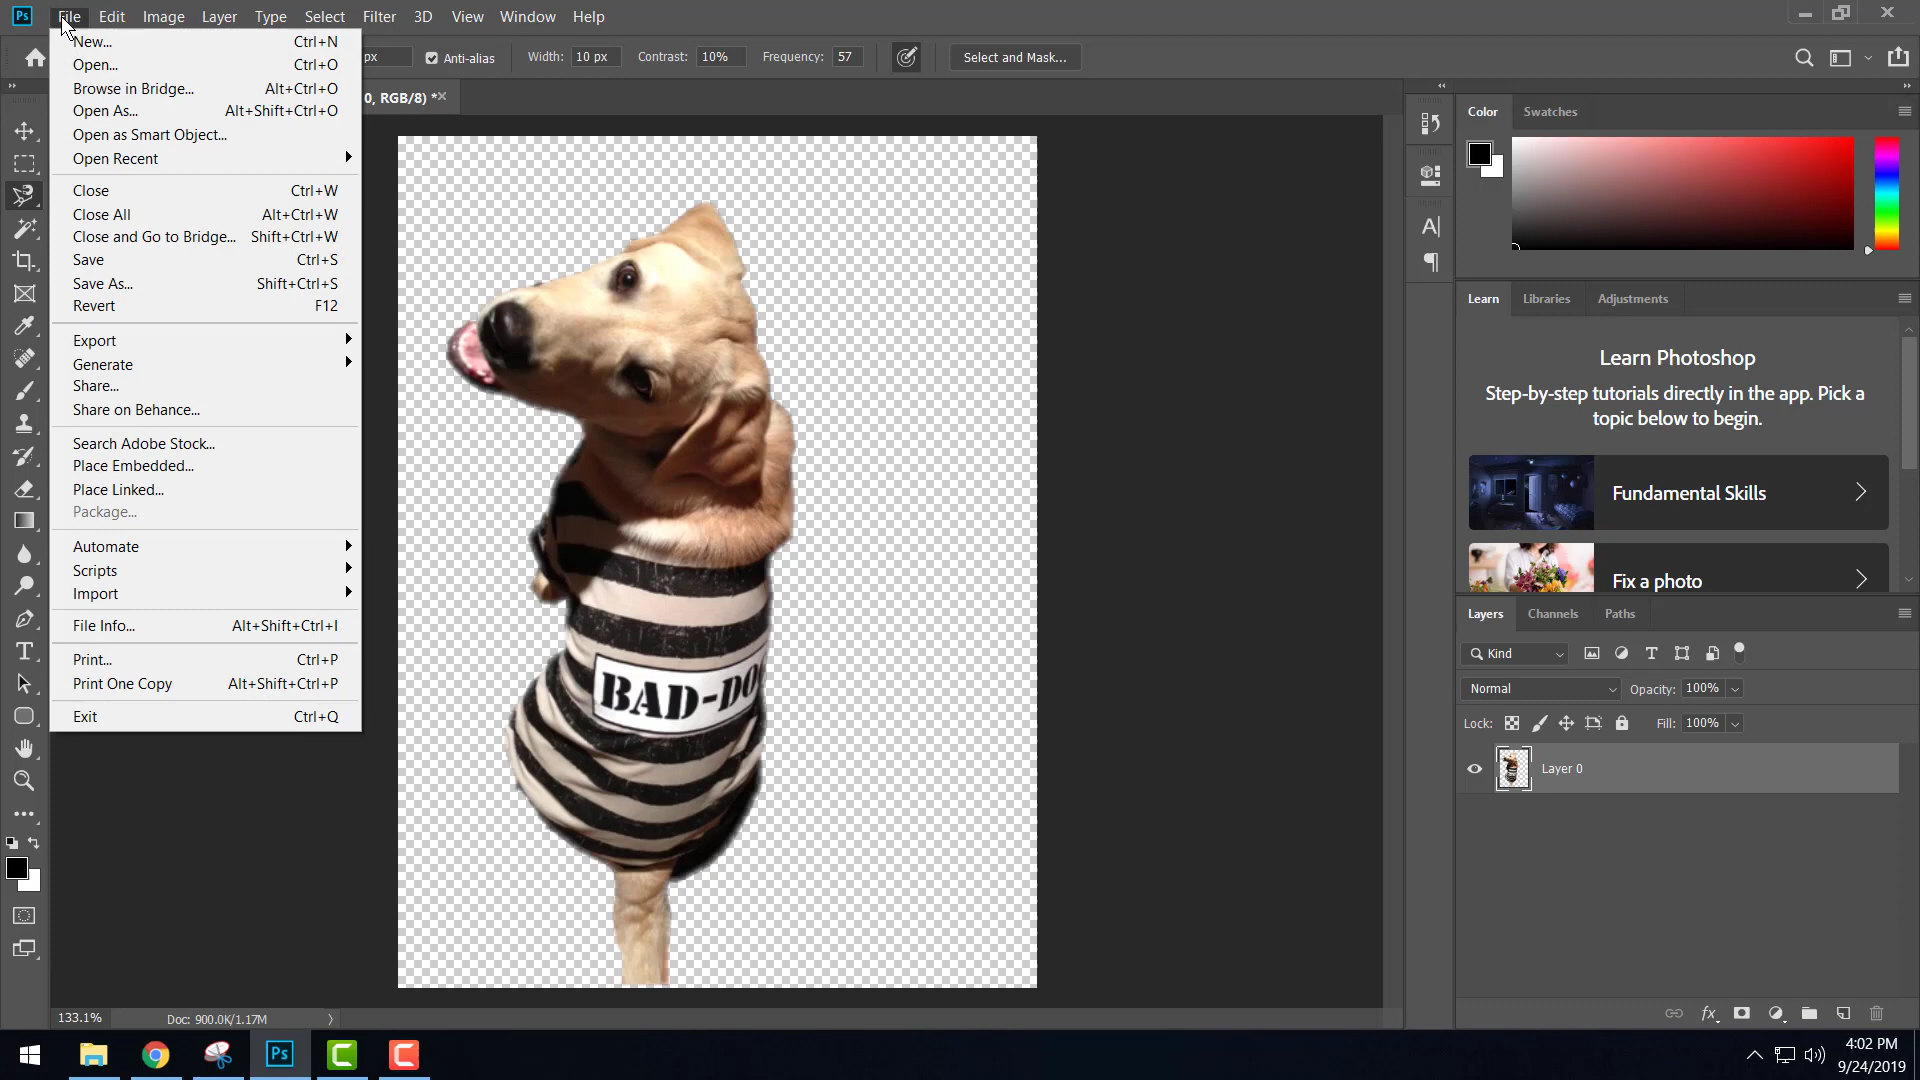 Ps File Edit Image Layer Type Select Filter 3D View Window Help
px Anti-alias Width: 10 px Contrast: 10% Frequency: 57 Select and Mask...
0, RGB/8) *
New... Ctrl+N
Open... Ctrl+O
Browse in Bridge... Alt+Ctrl+O
Open As... Alt+Shift+Ctrl+O
Open as Smart Object...
Open Recent
Close Ctrl+W
Close All Alt+Ctrl+W
Close and Go to Bridge... Shift+Ctrl+W
Save Ctrl+S
Save As... Shift+Ctrl+S
Revert F12
Export
Generate
Share...
Share on Behance...
Search Adobe Stock...
Place Embedded...
Place Linked...
Package...
Automate
Scripts
Import
File Info... Alt+Shift+Ctrl+I
Print... Ctrl+P
Print One Copy Alt+Shift+Ctrl+P
Exit Ctrl+Q
BAD-DO
Color Swatches
Learn Libraries Adjustments
Learn Photoshop
Step-by-step tutorials directly in the app. Pick a
topic below to begin.
Fundamental Skills
Fix a photo
Layers Channels Paths
Kind
Normal Opacity: 100%
Lock: Fill: 100%
Layer 0
fx
133.1% Doc: 900.0K/1.17M
Ps
4:02 PM
9/24/2019